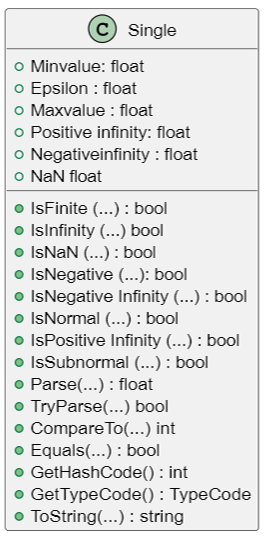 C Single
Minvalue: float
Epsilon : float
Maxvalue : float
Positive infinity: float
Negativeinfinity : float
NaN float
IsFinite (...) : bool
IsInfinity (...) bool
IsNaN (...) : bool
IsNegative (...): bool
IsNegative Infinity (...) : bool
IsNormal (...) : bool
IsPositive Infinity (...) : bool
IsSubnormal (...) : bool
Parse(...) : float
TryParse(...) bool
CompareTo(...) int
Equals(...) : bool
GetHashCode() : int
GetTypeCode() : TypeCode
ToString(...) : string